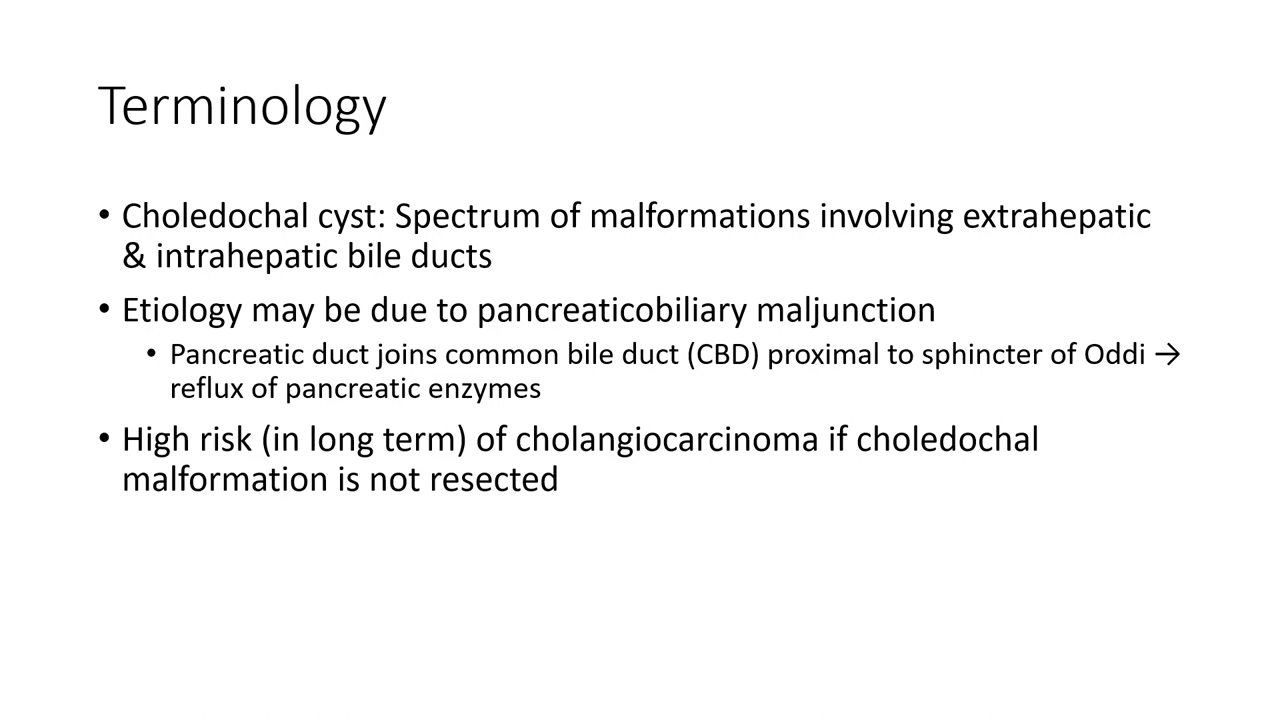 Terminology
• Choledochal cyst: Spectrum of malformations involving extrahepatic
& intrahepatic bile ducts
• Etiology may be due to pancreaticobiliary maljunction
• Pancreatic duct joins common bile duct (CBD) proximal to sphincter of Oddi →
reflux of pancreatic enzymes
• High risk (in long term) of cholangiocarcinoma if choledochal
malformation is not resected